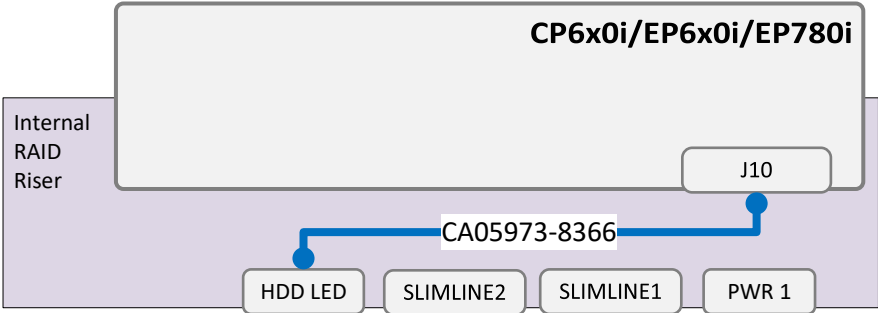 CP6x0i/EP6x0i/EP780i
Internal
RAID
Riser
J10
CA05973-8366
HDD LED
SLIMLINE2
SLIMLINE1
PWR 1